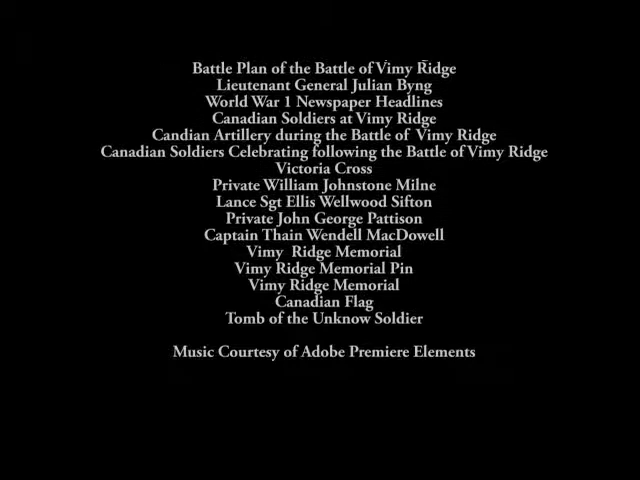 Battle Plan of the Battle of Vimy Ridge
Lieutenant General Julian Byng
World War 1 Newspaper Headlines
Canadian Soldiers at Vimy Ridge
Candian Artillery during the Battle of Vimy Ridge
Canadian Soldiers Celebrating following the Battle of Vimy Ridge
Victoria Cross
Private William Johnstone Milne
Lance Sgt Ellis Wellwood Sifton
Private John George Pattison
Captain Thain Wendell MacDowell
Vimy Ridge Memorial
Vimy Ridge Memorial Pin
Vimy Ridge Memorial
Canadian Flag
Tomb of the Unknow Soldier
Music Courtesy of Adobe Premiere Elements